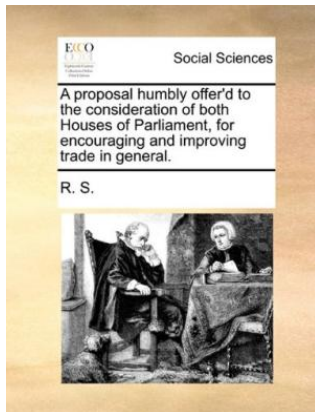 ECCO
Social Sciences
A proposal humbly offer'd to
the consideration of both
Houses of Parliament, for
encouraging and improving
trade in general.
R. S.